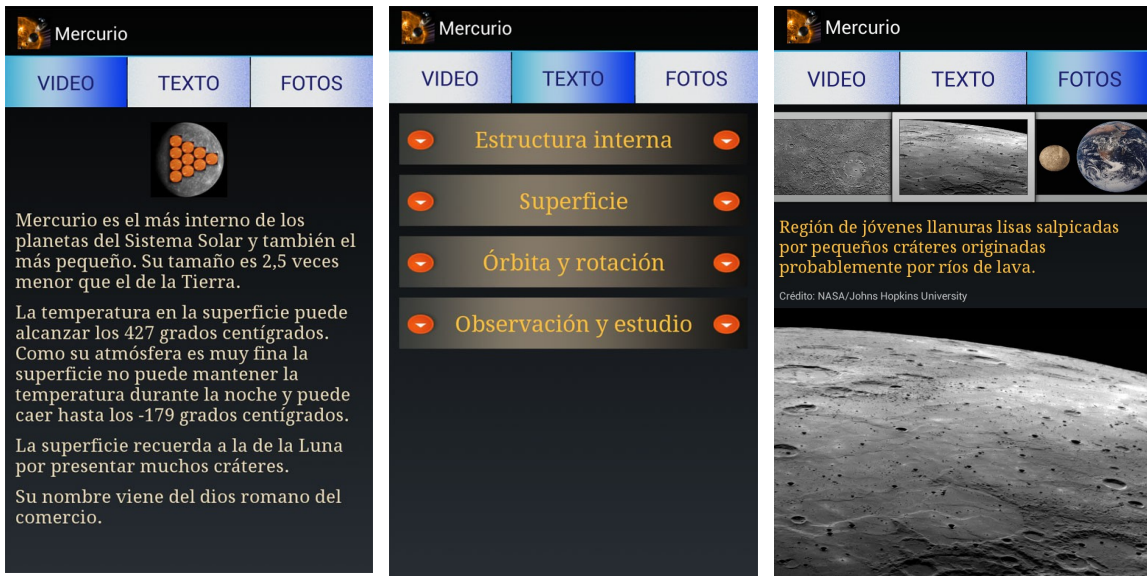 Mercurio
VIDEO TEXTO FOTOS
Mercurio es el más interno de los
planetas del Sistema Solar y también el
más pequeño. Su tamaño es 2,5 veces
menor que el de la Tierra.
La temperatura en la superficie puede
alcanzar los 427 grados centígrados.
Como su atmósfera es muy fina la
superficie no puede mantener la
temperatura durante la noche y puede
caer hasta los -179 grados centígrados.
La superficie recuerda a la de la Luna
por presentar muchos cráteres.
Su nombre viene del dios romano del
comercio.
Mercurio
VIDEO TEXTO FOTOS
Estructura interna
Superficie
Órbita y rotación
Observación y estudio
Mercurio
VIDEO TEXTO FOTOS
Región de jóvenes llanuras lisas salpicadas
por pequeños cráteres originadas
probablemente por ríos de lava.
Crédito: NASA/Johns Hopkins University